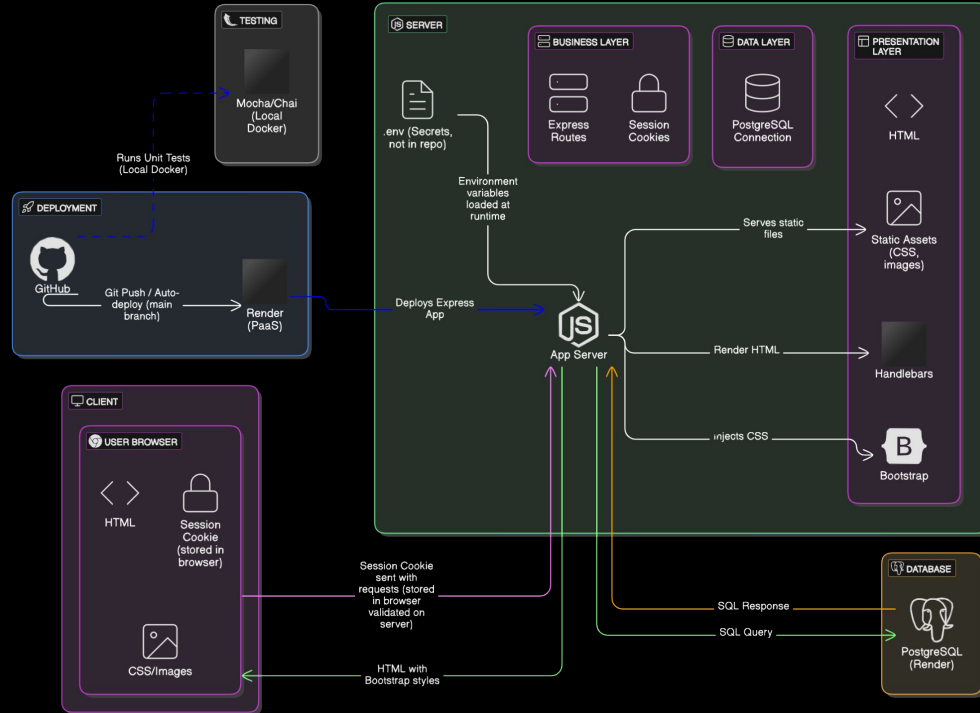 TESTING
Mocha/Chai
(Local
Docker)
Runs Unit Tests
(Local Docker)
DEPLOYMENT
GitHub
Git Push / Auto-
deploy (main
branch)
Render
(PaaS)
Deploys Express
App
SERVER
.env (Secrets,
not in repo)
Environment
variables
loaded at
runtime
JS
App Server
BUSINESS LAYER
Express
Routes
Session
Cookies
DATA LAYER
PostgreSQL
Connection
PRESENTATION
LAYER
HTML
Serves static
files
Static Assets
(CSS,
images)
Render HTML
Handlebars
Injects CSS
B
Bootstrap
CLIENT
USER BROWSER
HTML
Session
Cookie
(stored in
browser)
CSS/Images
Session Cookie
sent with
requests (stored
in browser
validated on
server)
HTML with
Bootstrap styles
SQL Response
SQL Query
DATABASE
PostgreSQL
(Render)